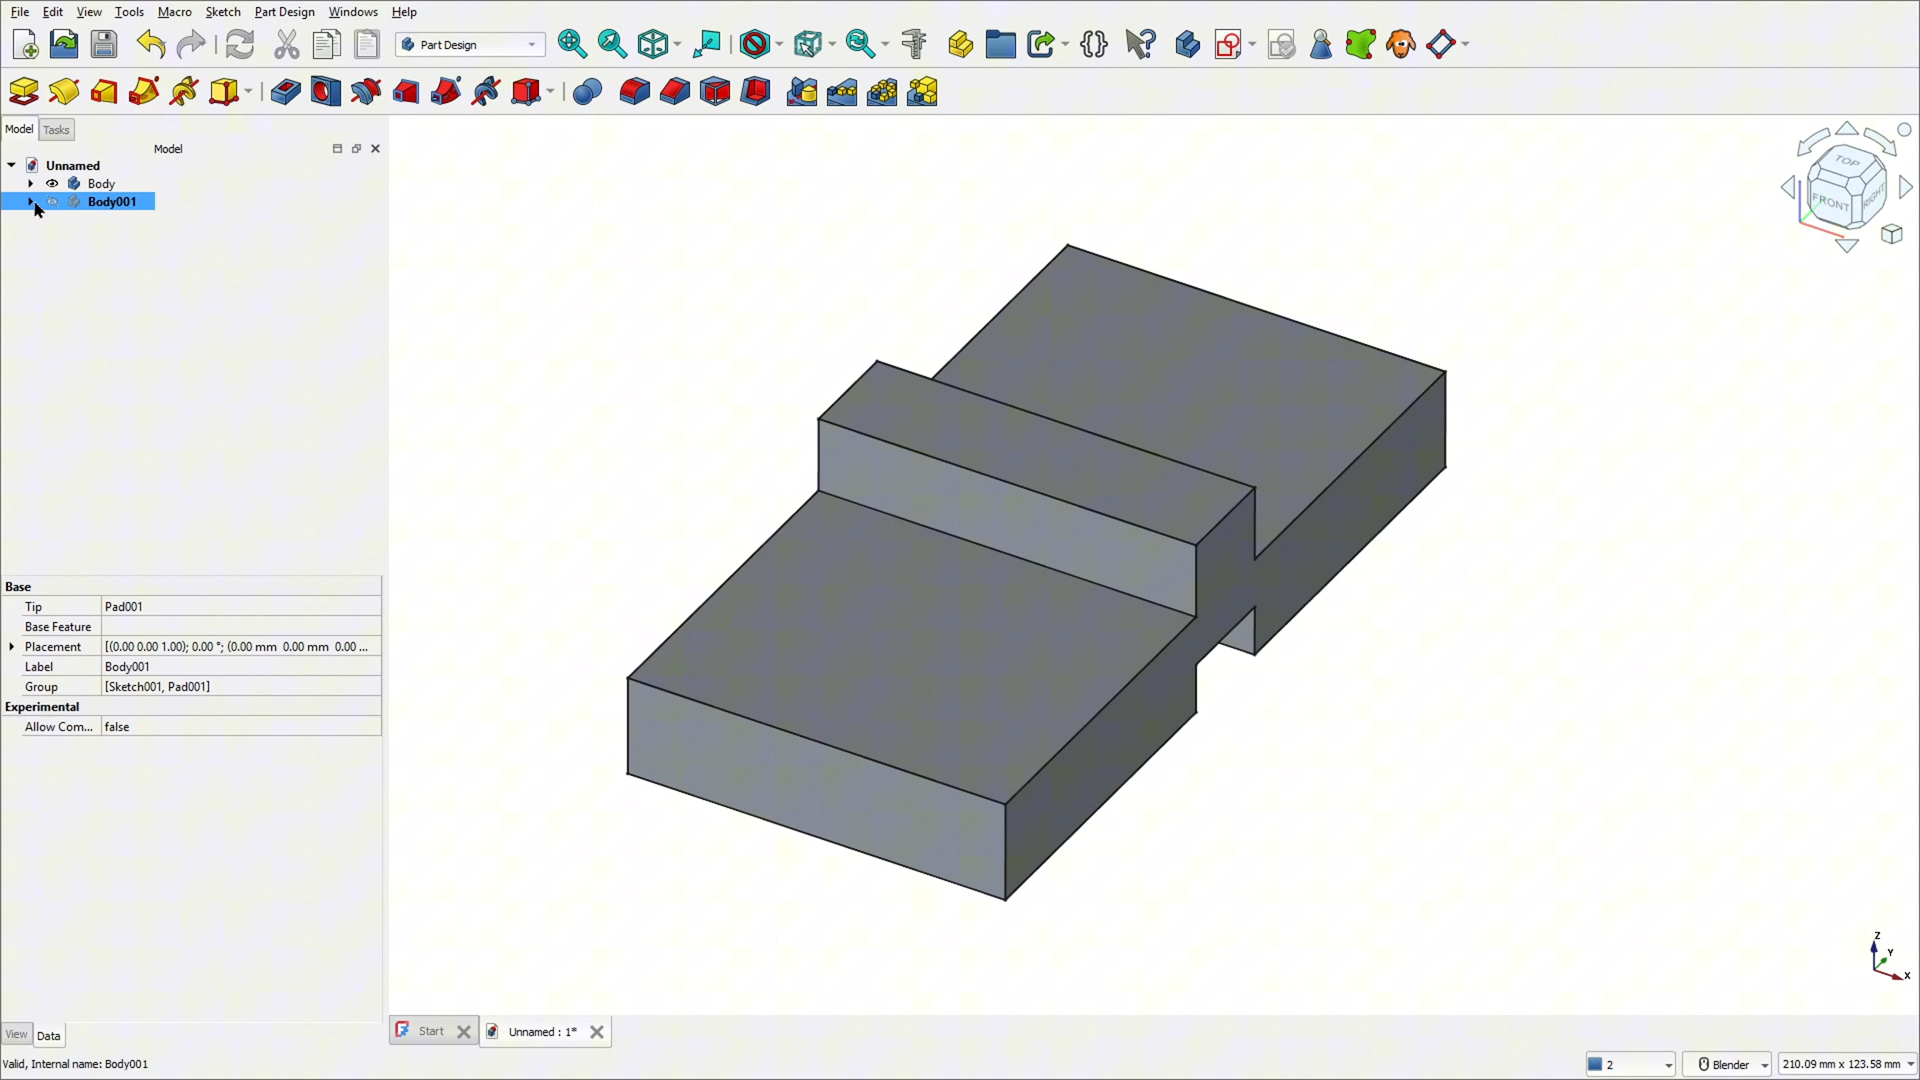 File Edit View Tools Macro Sketch Part Design Windows Help
Part Design
Model Tasks
Model
Unnamed
Body
Body001
TOP
FRONT
RIGHT
Base
Tip Pad001
Base Feature
Placement [(0.00 0.00 1.00); 0.00 °; (0.00 mm 0.00 mm 0.00 ...
Label Body001
Group [Sketch001, Pad001]
Experimental
Allow Com... false
Z
Y
X
View Data
Start Unnamed : 1*
Valid, Internal name: Body001
2 Blender 210.09 mm x 123.58 mm